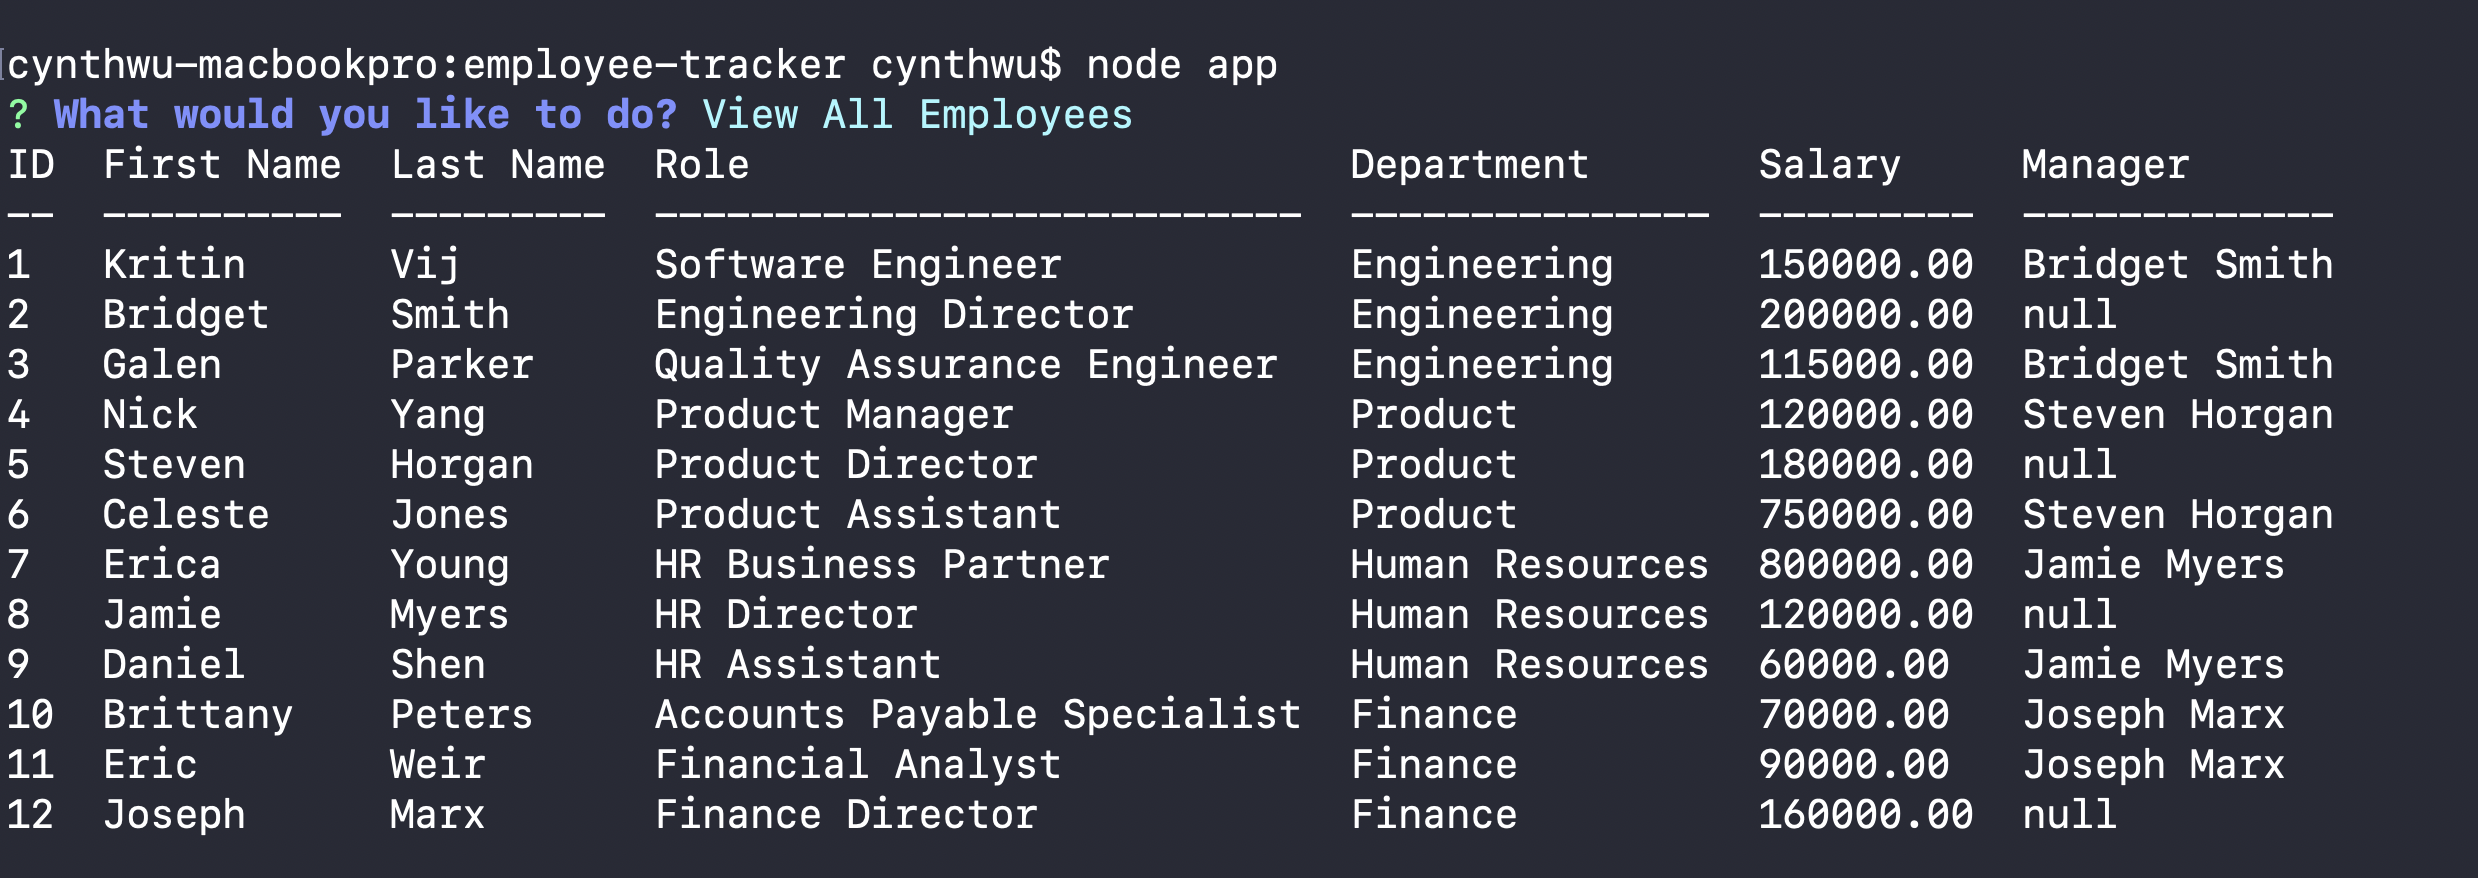 cynthwu-macbookpro:employee-tracker cynthwu$ node app
? What would you like to do? View All Employees
ID  First Name  Last Name  Role                         Department       Salary     Manager
--  ----------  ---------  ---------------------------  ---------------  ---------  -------------
1   Kritin      Vij        Software Engineer            Engineering      150000.00  Bridget Smith
2   Bridget     Smith      Engineering Director         Engineering      200000.00  null
3   Galen       Parker     Quality Assurance Engineer   Engineering      115000.00  Bridget Smith
4   Nick        Yang       Product Manager              Product          120000.00  Steven Horgan
5   Steven      Horgan     Product Director             Product          180000.00  null
6   Celeste     Jones      Product Assistant            Product          750000.00  Steven Horgan
7   Erica       Young      HR Business Partner          Human Resources  800000.00  Jamie Myers
8   Jamie       Myers      HR Director                  Human Resources  120000.00  null
9   Daniel      Shen       HR Assistant                 Human Resources  60000.00   Jamie Myers
10  Brittany    Peters     Accounts Payable Specialist  Finance          70000.00   Joseph Marx
11  Eric        Weir       Financial Analyst            Finance          90000.00   Joseph Marx
12  Joseph      Marx       Finance Director             Finance          160000.00  null